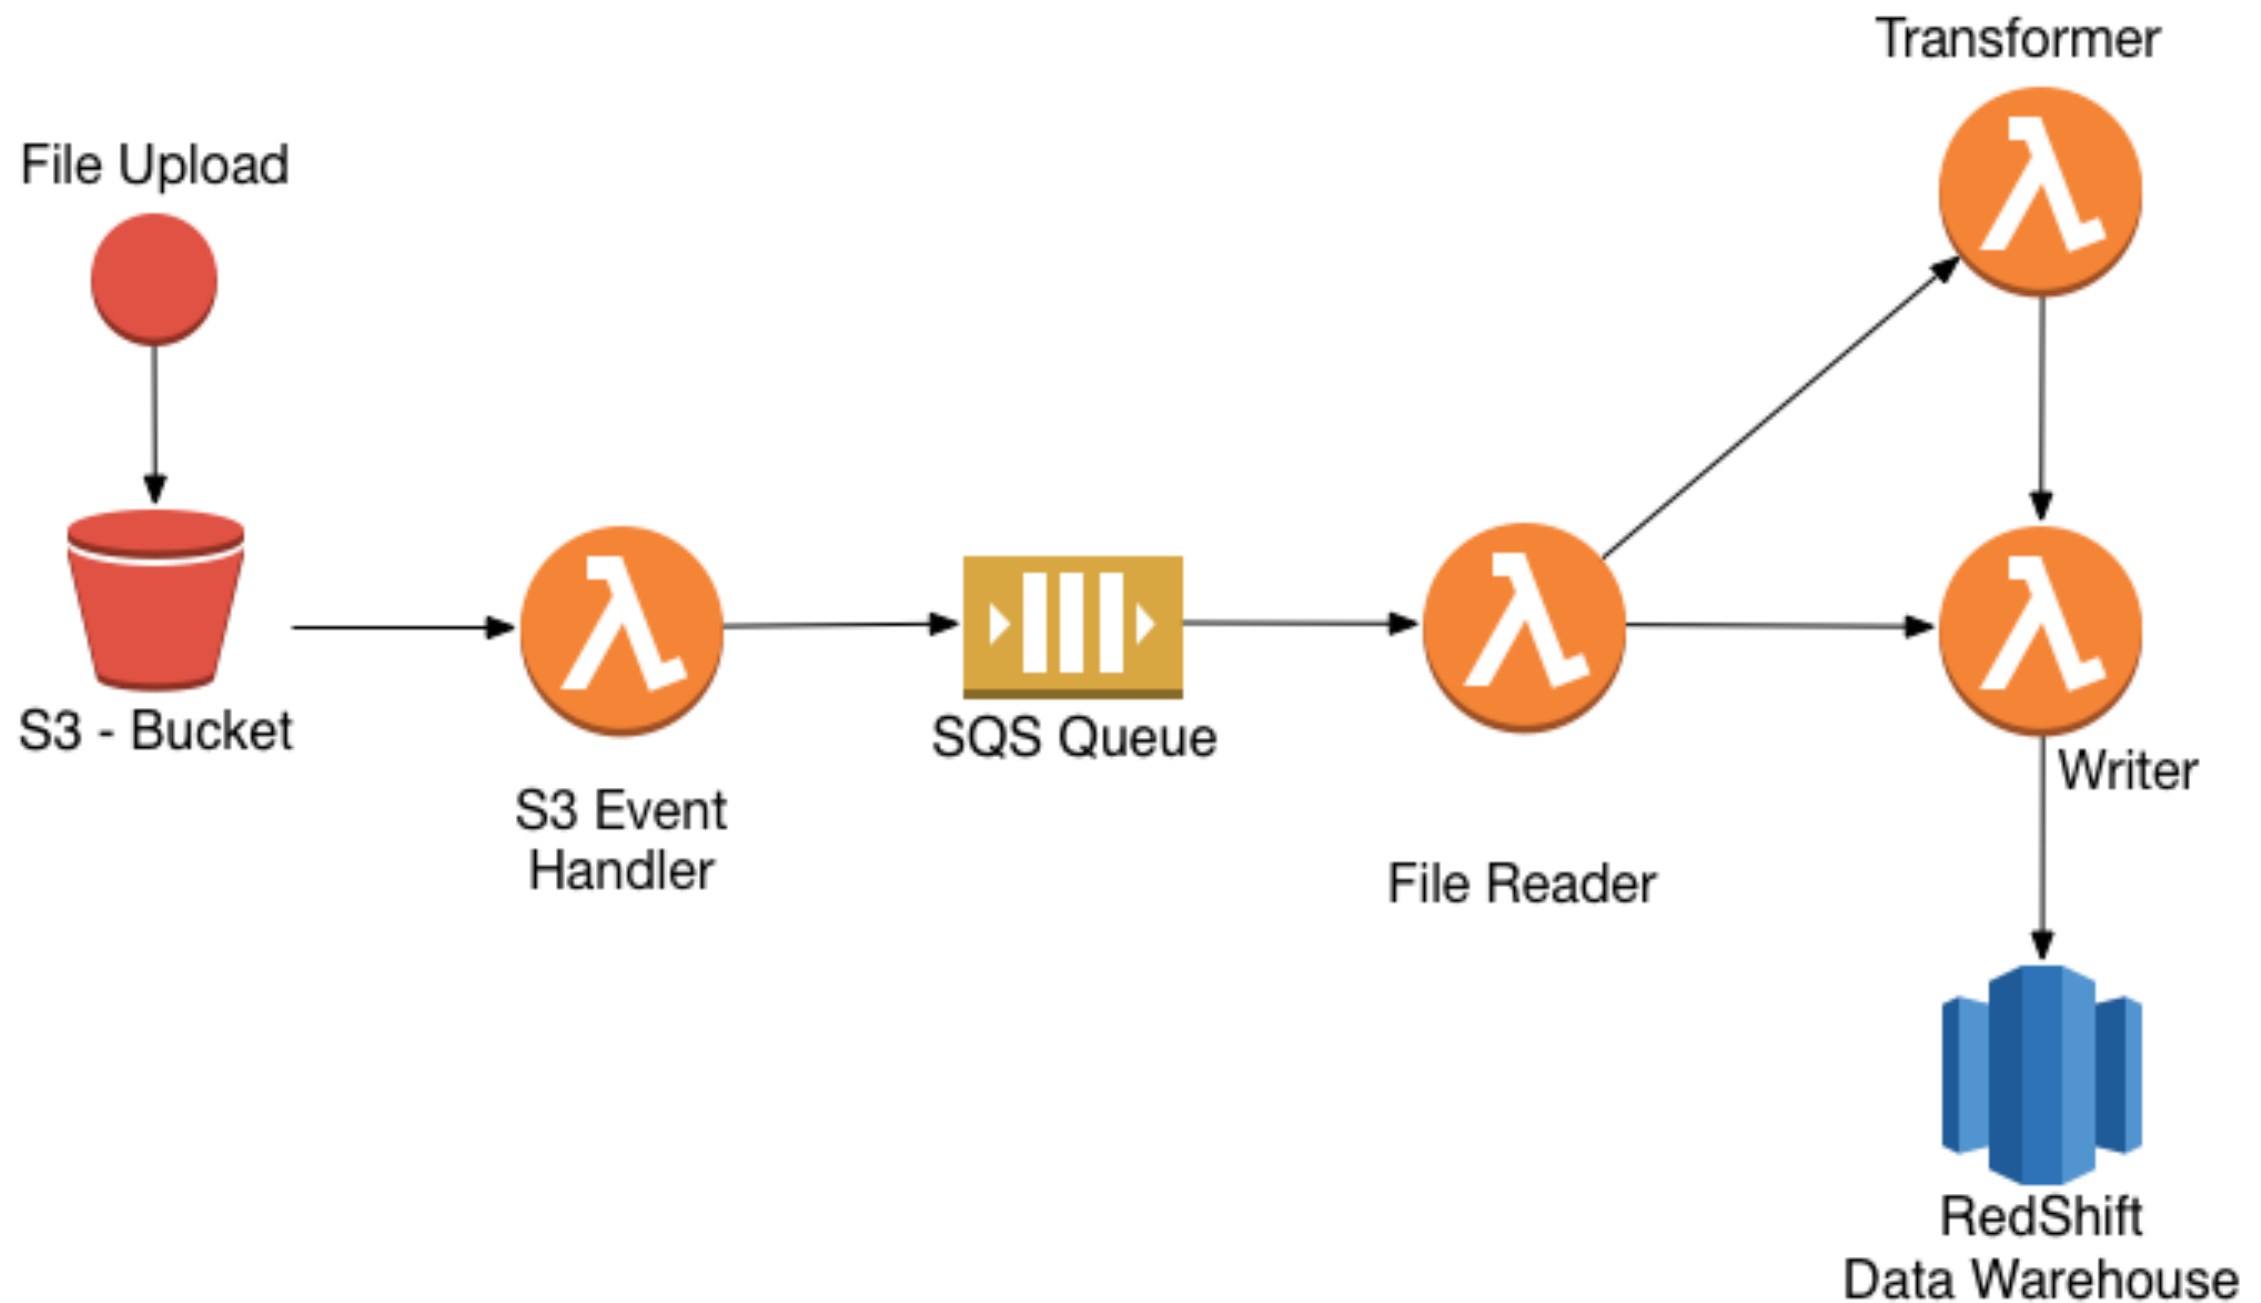 Transformer
File Upload
S3 - Bucket
S3 Event
Handler
SQS Queue
File Reader
Writer
RedShift
Data Warehouse